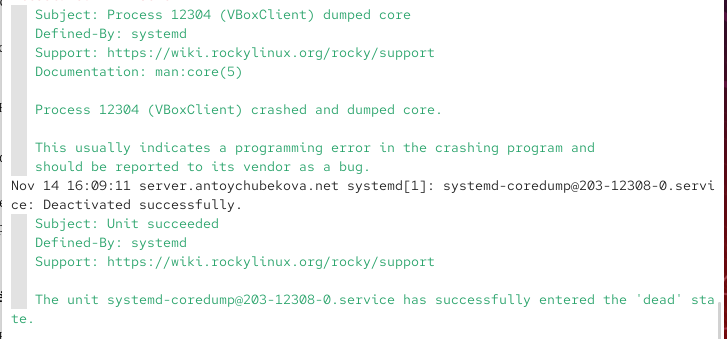 Subject: Process 12304 (VBoxClient) dumped core
Defined-By: systemd
Support: https://wiki.rockylinux.org/rocky/support
Documentation: man:core(5)
Process 12304 (VBoxClient) crashed and dumped core.
This usually indicates a programming error in the crashing program and
should be reported to its vendor as a bug.
Nov 14 16:09:11 server.antoychubekova.net systemd[1]: systemd-coredump@203-12308-0.servi
ce: Deactivated successfully.
Subject: Unit succeeded
Defined-By: systemd
Support: https://wiki.rockylinux.org/rocky/support
The unit systemd-coredump@203-12308-0.service has successfully entered the 'dead' sta
te.